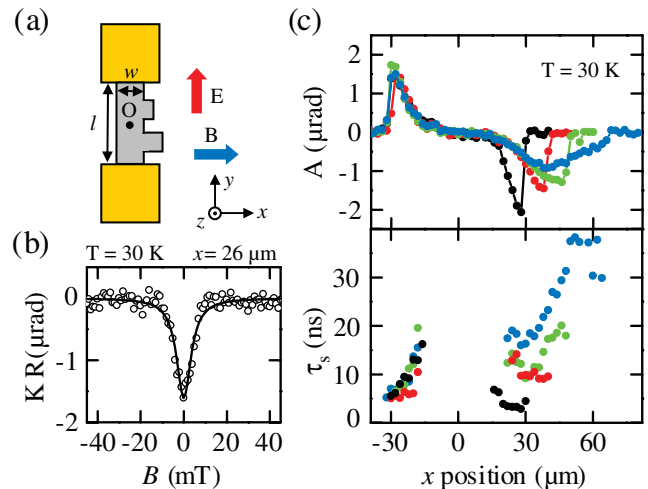 (a)
w
l
O
E
B
y
z
x
(b)
T = 30 K
x= 26 μm
KR(μrad)
0
-1
-2
-40
-20
0
20
40
B (mT)
(c)
T = 30 K
A (μrad)
2
1
0
-1
-2
τs (ns)
30
20
10
0
-30
0
30
60
x position (μm)